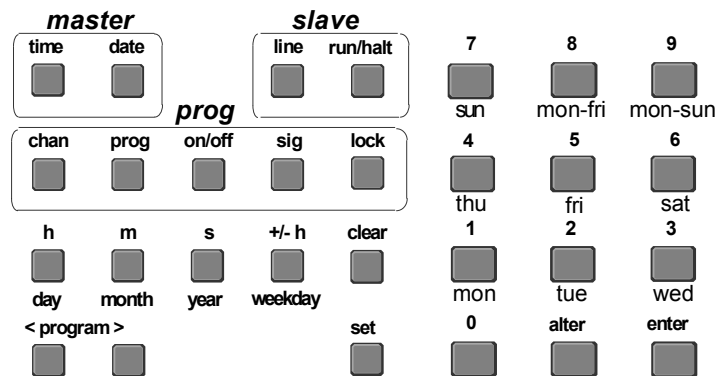 master slave
time date line run/halt 7 8 9
prog
sun mon-fri mon-sun
chan prog on/off sig lock 4 5 6
thu fri sat
h m s +/- h clear 1 2 3
day month year weekday mon tue wed
< program > set 0 alter enter